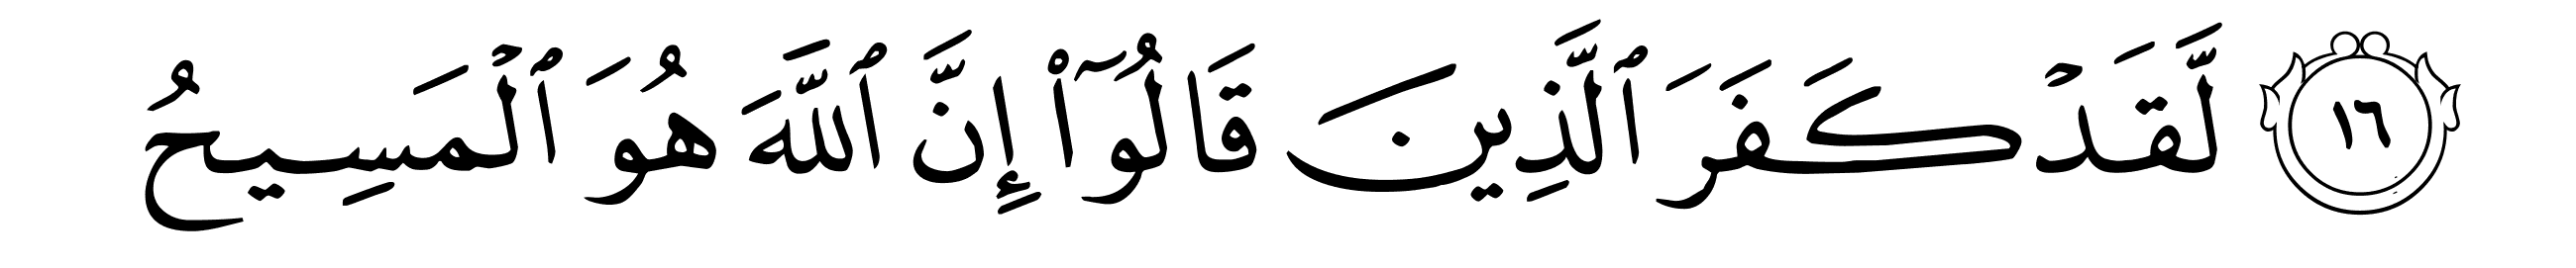 ١٦ لَّقَدْ كَفَرَ ٱلَّذِينَ قَالُوٓا۟ إِنَّ ٱللَّهَ هُوَ ٱلْمَسِيحُ